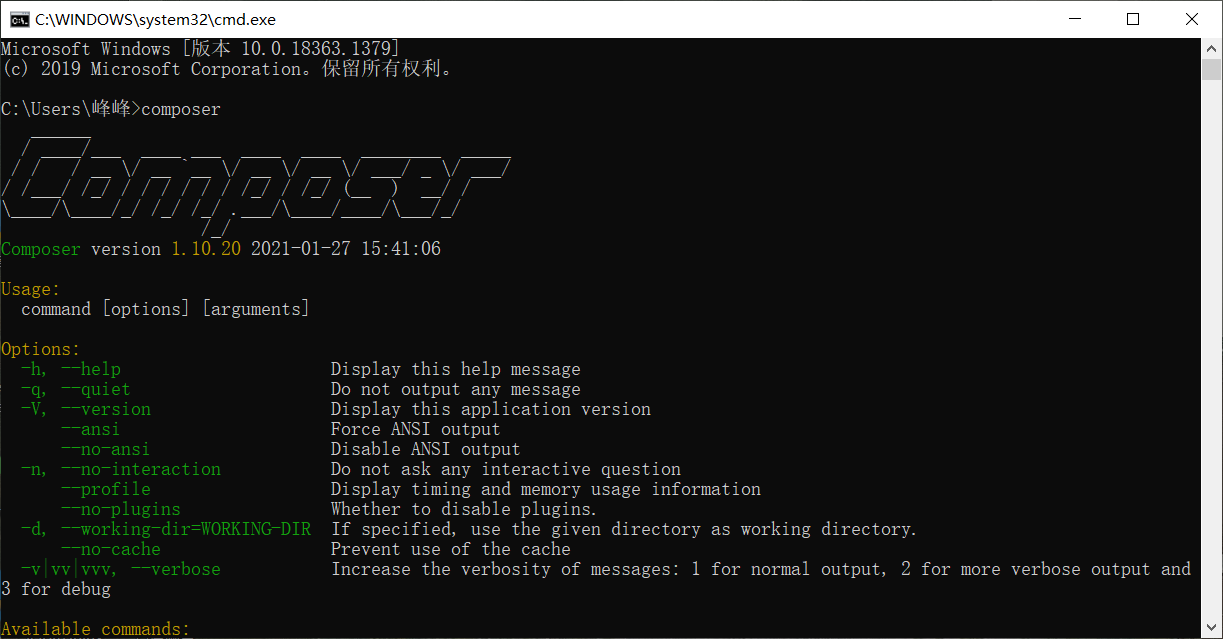 C:\WINDOWS\system32\cmd.exe
Microsoft Windows [版本 10.0.18363.1379]
(c) 2019 Microsoft Corporation。保留所有权利。
C:\Users\峰峰>composer
Composer
Composer version 1.10.20 2021-01-27 15:41:06
Usage:
  command [options] [arguments]
Options:
  -h, --help                     Display this help message
  -q, --quiet                    Do not output any message
  -V, --version                  Display this application version
      --ansi                     Force ANSI output
      --no-ansi                  Disable ANSI output
  -n, --no-interaction           Do not ask any interactive question
      --profile                  Display timing and memory usage information
      --no-plugins               Whether to disable plugins.
  -d, --working-dir=WORKING-DIR  If specified, use the given directory as working directory.
      --no-cache                 Prevent use of the cache
  -v|vv|vvv, --verbose           Increase the verbosity of messages: 1 for normal output, 2 for more verbose output and
3 for debug
Available commands: